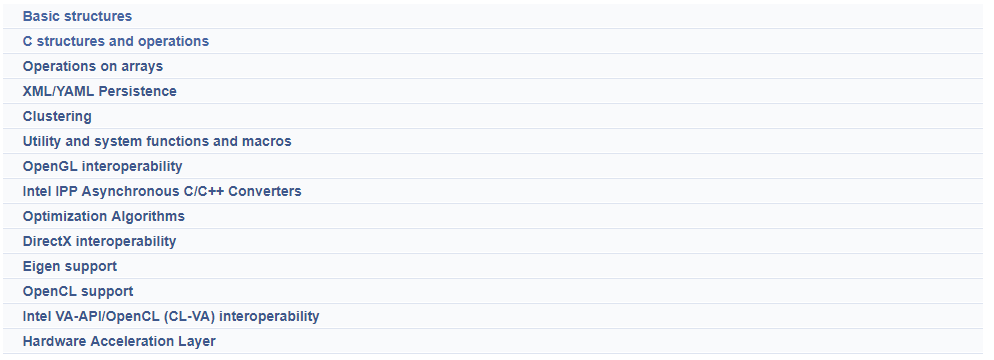 Basic structures
C structures and operations
Operations on arrays
XML/YAML Persistence
Clustering
Utility and system functions and macros
OpenGL interoperability
Intel IPP Asynchronous C/C++ Converters
Optimization Algorithms
DirectX interoperability
Eigen support
OpenCL support
Intel VA-API/OpenCL (CL-VA) interoperability
Hardware Acceleration Layer